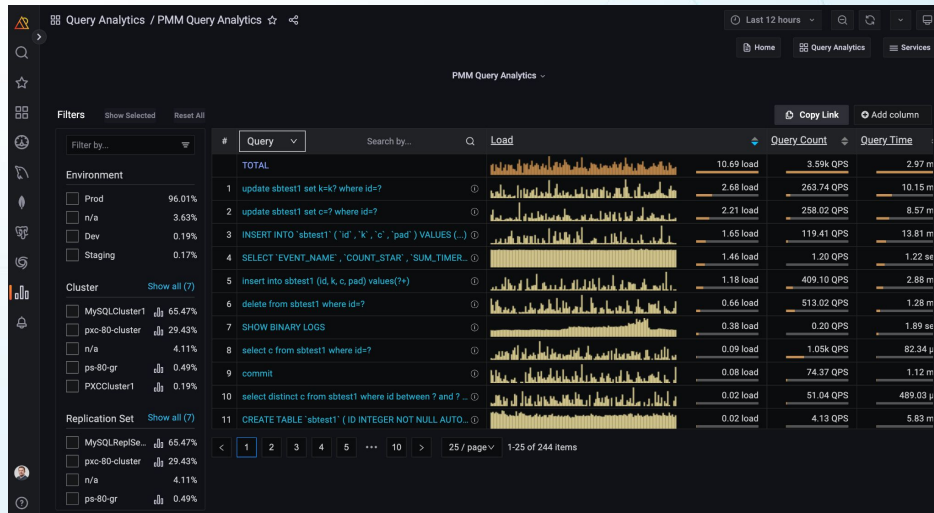 Query Analytics / PMM Query Analytics
Last 12 hours
Home
Query Analytics
Services
PMM Query Analytics
Filters
Show Selected
Reset All
Copy Link
Add column
Filter by...
# Query Search by... Load Query Count Query Time
TOTAL 10.69 load 3.59k QPS 2.97 m
1 update sbtest1 set k=k? where id=? 2.68 load 263.74 QPS 10.15 m
2 update sbtest1 set c=? where id=? 2.21 load 258.02 QPS 8.57 m
3 INSERT INTO `sbtest1` ( `id` , `k` , `c` , `pad` ) VALUES (...) 1.65 load 119.41 QPS 13.81 m
4 SELECT `EVENT_NAME` , `COUNT_STAR` , `SUM_TIMER... 1.46 load 1.20 QPS 1.22 se
5 insert into sbtest1 (id, k, c, pad) values(?+) 1.18 load 409.10 QPS 2.88 m
6 delete from sbtest1 where id=? 0.66 load 513.02 QPS 1.28 m
7 SHOW BINARY LOGS 0.38 load 0.20 QPS 1.89 se
8 select c from sbtest1 where id=? 0.09 load 1.05k QPS 82.34 µ
9 commit 0.08 load 74.37 QPS 1.12 m
10 select distinct c from sbtest1 where id between ? and ? ... 0.02 load 51.04 QPS 489.03 µ
11 CREATE TABLE `sbtest1` ( ID INTEGER NOT NULL AUTO... 0.02 load 4.13 QPS 5.83 m
1 2 3 4 5 ••• 10 25 / page 1-25 of 244 items
Environment
Prod 96.01%
n/a 3.63%
Dev 0.19%
Staging 0.17%
Cluster Show all (7)
MySQLCluster1 65.47%
pxc-80-cluster 29.43%
n/a 4.11%
ps-80-gr 0.49%
PXCCluster1 0.19%
Replication Set Show all (7)
MySQLReplSe... 65.47%
pxc-80-cluster 29.43%
n/a 4.11%
ps-80-gr 0.49%